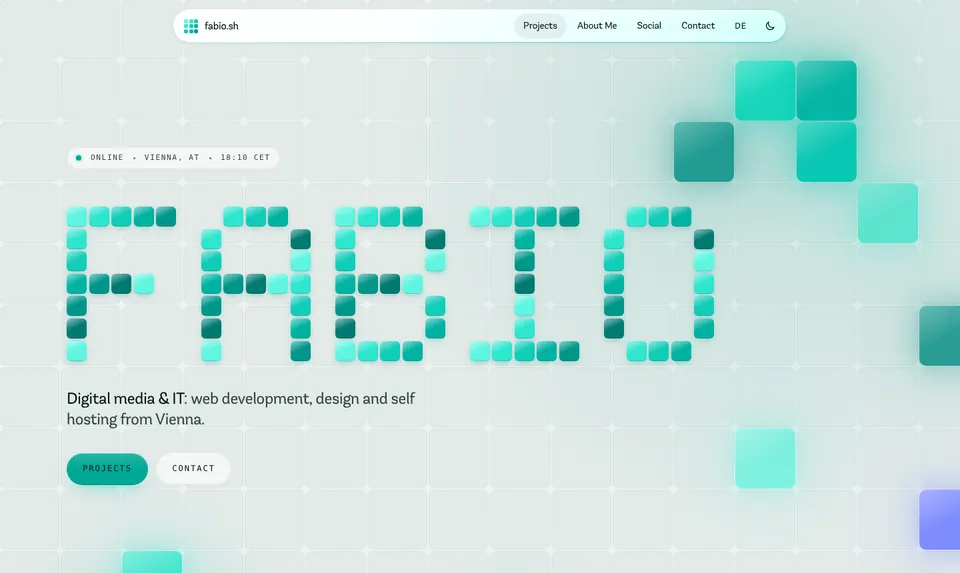 fabio.sh
Projects
About Me
Social
Contact
DE
ONLINE • VIENNA, AT • 18:10 CET
FABIO
Digital media & IT: web development, design and self
hosting from Vienna.
PROJECTS
CONTACT